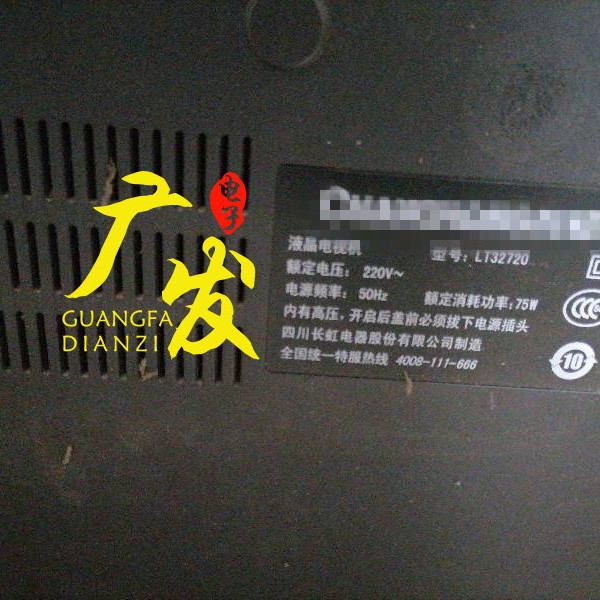 广发
电子
GUANGFA
DIANZI
液晶电视机 型号：LT32720
额定电压：220V～
电源频率：50Hz 额定消耗功率：75W
内有高压，开启后盖前必须拔下电源插头
四川长虹电器股份有限公司制造
全国统一特服热线 4008-111-666
CCC
10